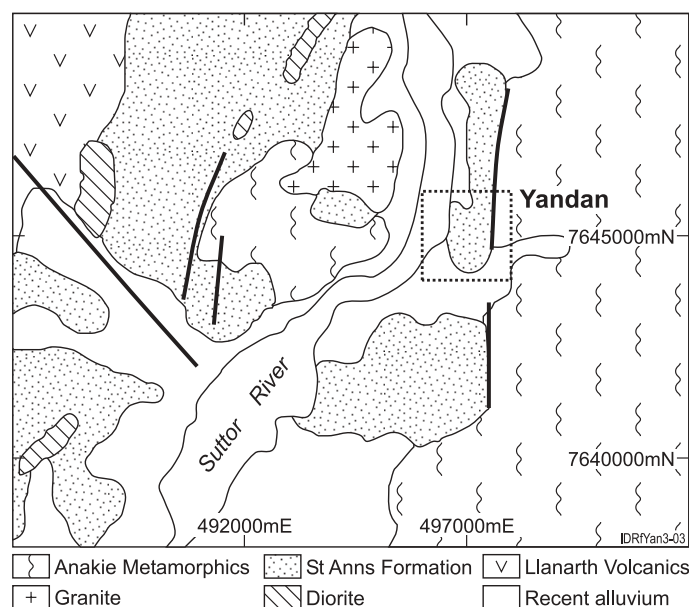 Yandan
7645000mN
Suttor River
7640000mN
492000mE 497000mE
IDRfYan3-03
Anakie Metamorphics St Anns Formation Llanarth Volcanics
Granite Diorite Recent alluvium